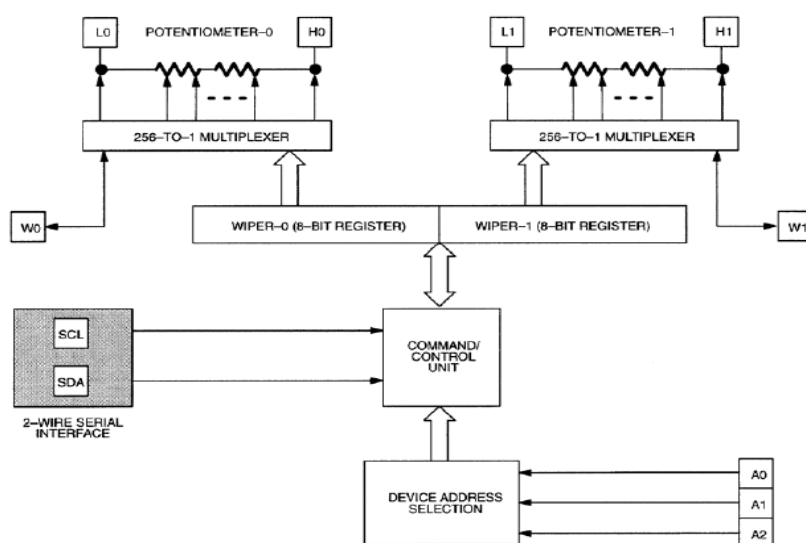 L0 POTENTIOMETER–0 H0
L1 POTENTIOMETER–1 H1
256–TO–1 MULTIPLEXER
256–TO–1 MULTIPLEXER
W0
WIPER–0 (8–BIT REGISTER)
WIPER–1 (8–BIT REGISTER)
W1
SCL
SDA
2–WIRE SERIAL
INTERFACE
COMMAND/
CONTROL
UNIT
DEVICE ADDRESS
SELECTION
A0
A1
A2